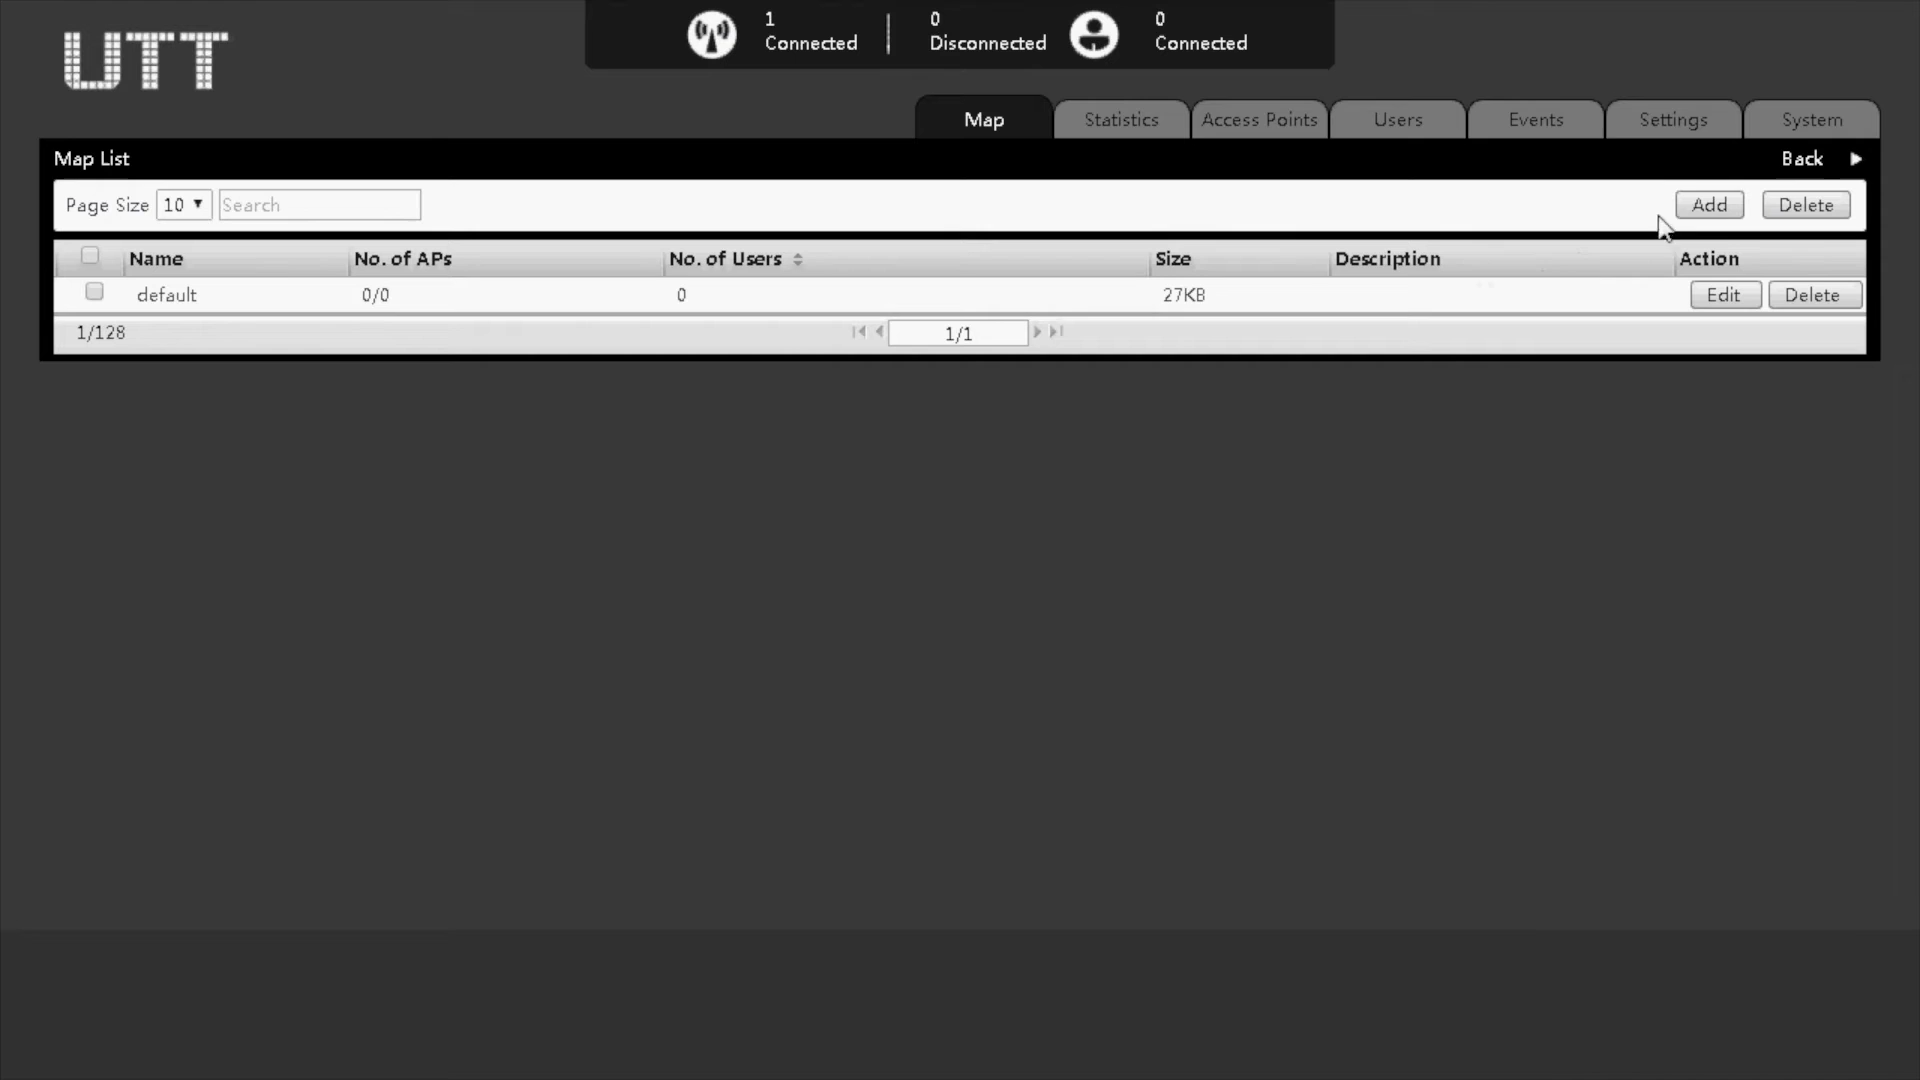 UTT
1 Connected
0 Disconnected
0 Connected
Map Statistics Access Points Users Events Settings System
Map List Back
Page Size 10 Search Add Delete
Name No. of APs No. of Users Size Description Action
default 0/0 0 27KB Edit Delete
1/128 1/1